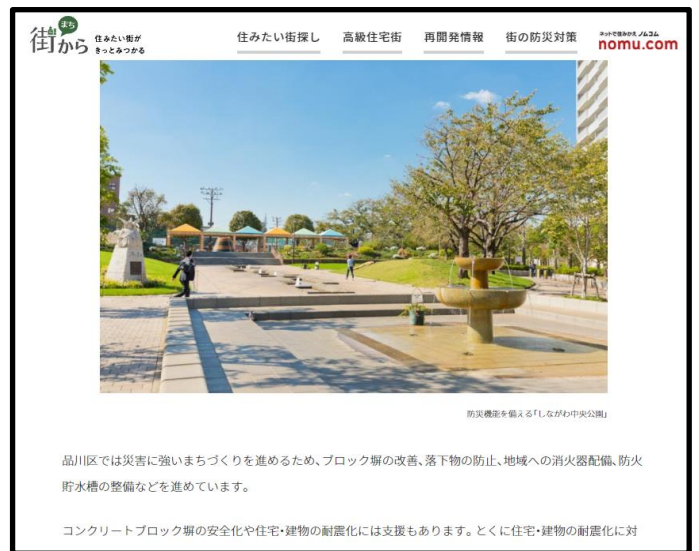 まち
街から
住みたい街が
きっとみつかる
住みたい街探し
高級住宅街
再開発情報
街の防災対策
ネットで住みかえ ノムコム
nomu.com
防災機能を備える「しながわ中央公園」
品川区では災害に強いまちづくりを進めるため、ブロック塀の改善、落下物の防止、地域への消火器配備、防火
貯水槽の整備などを進めています。
コンクリートブロック塀の安全化や住宅・建物の耐震化には支援もあります。とくに住宅・建物の耐震化に対